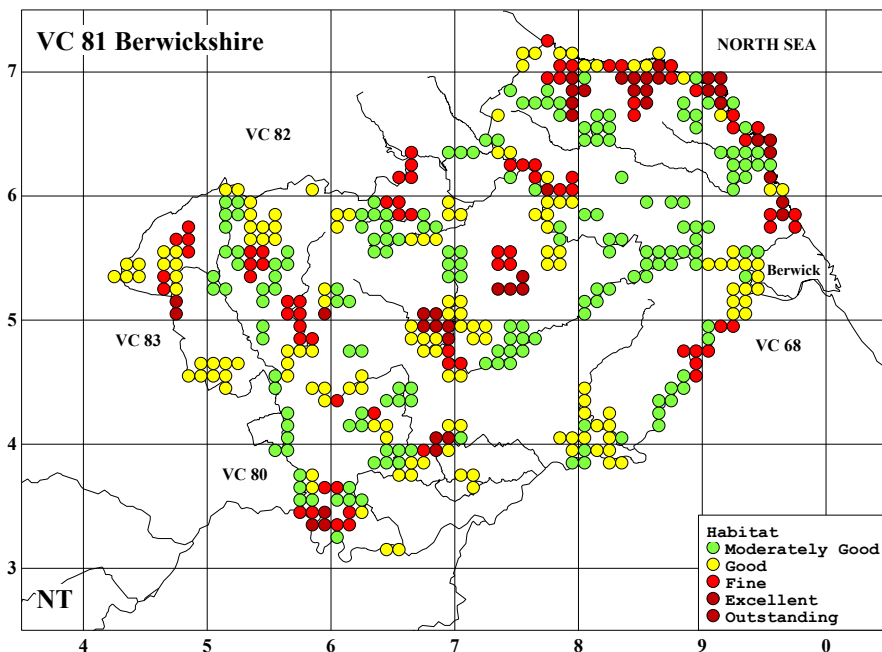 VC 81 Berwickshire
NORTH SEA
7
VC 82
6
Berwick
5
VC 83
VC 68
4
VC 80
3
NT
Habitat
Moderately Good
Good
Fine
Excellent
Outstanding
4 5 6 7 8 9 0